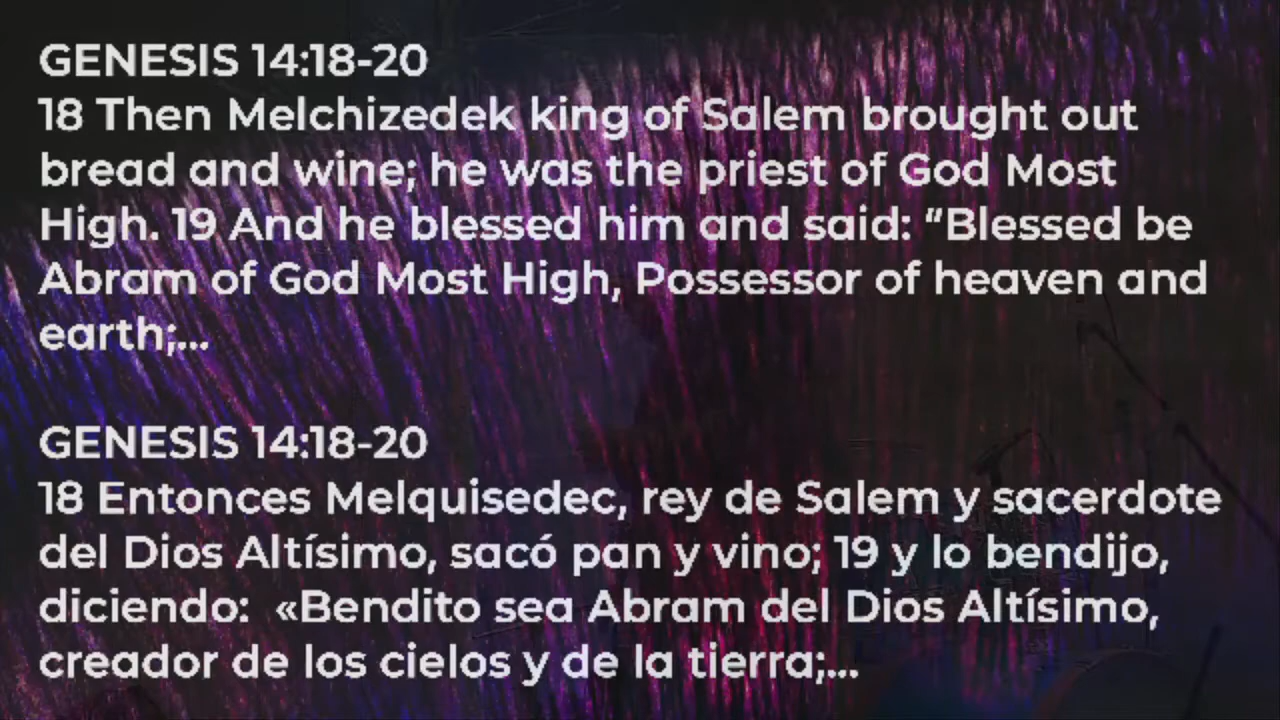 GENESIS 14:18-20
18 Then Melchizedek king of Salem brought out
bread and wine; he was the priest of God Most
High. 19 And he blessed him and said: "Blessed be
Abram of God Most High, Possessor of heaven and
earth;...
GENESIS 14:18-20
18 Entonces Melquisedec, rey de Salem y sacerdote
del Dios Altísimo, sacó pan y vino; 19 y lo bendijo,
diciendo:  «Bendito sea Abram del Dios Altísimo,
creador de los cielos y de la tierra;...